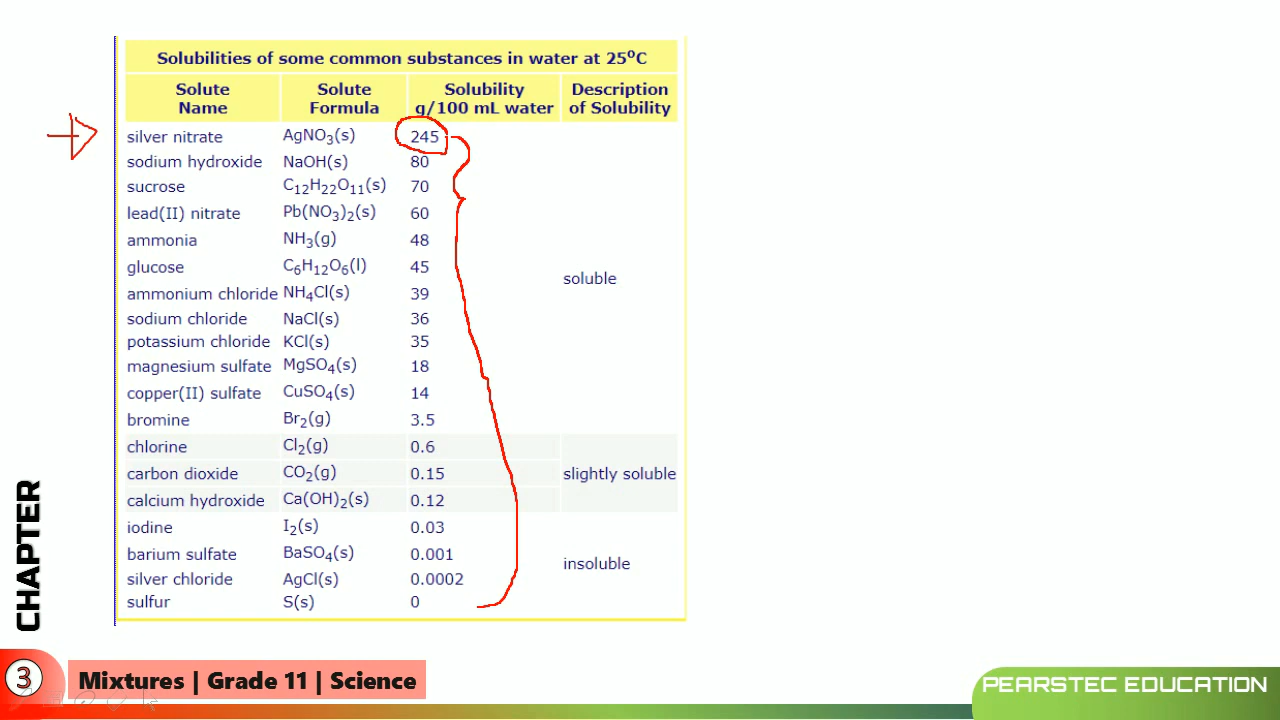 Solubilities of some common substances in water at 25⁰C
Solute Name Solute Formula Solubility g/100 mL water Description of Solubility
silver nitrate AgNO₃(s) 245
sodium hydroxide NaOH(s) 80
sucrose C₁₂H₂₂O₁₁(s) 70
lead(II) nitrate Pb(NO₃)₂(s) 60
ammonia NH₃(g) 48
glucose C₆H₁₂O₆(l) 45
soluble
ammonium chloride NH₄Cl(s) 39
sodium chloride NaCl(s) 36
potassium chloride KCl(s) 35
magnesium sulfate MgSO₄(s) 18
copper(II) sulfate CuSO₄(s) 14
bromine Br₂(g) 3.5
chlorine Cl₂(g) 0.6
carbon dioxide CO₂(g) 0.15 slightly soluble
calcium hydroxide Ca(OH)₂(s) 0.12
iodine I₂(s) 0.03
barium sulfate BaSO₄(s) 0.001
insoluble
silver chloride AgCl(s) 0.0002
sulfur S(s) 0
CHAPTER
3
Mixtures | Grade 11 | Science
PEARSTEC EDUCATION